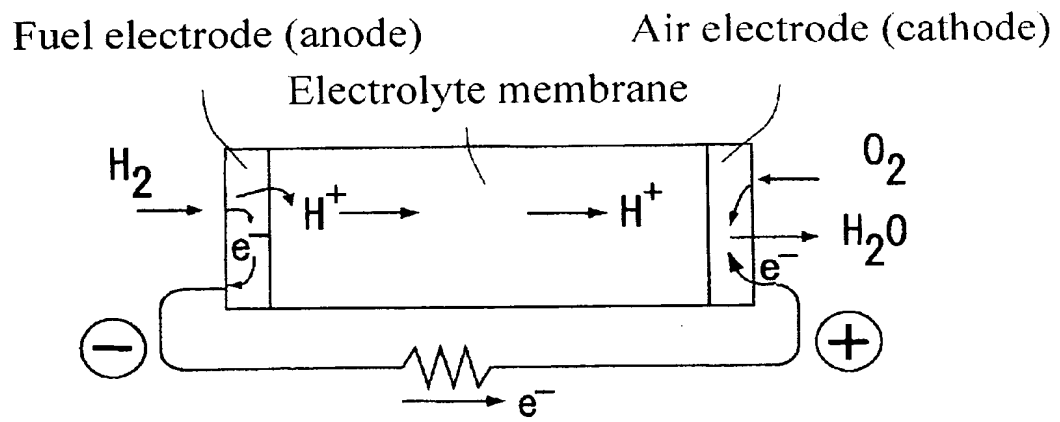 Fuel electrode (anode)
Air electrode (cathode)
Electrolyte membrane
H₂
O₂
H⁺
H⁺
H₂O
e⁻
e⁻
−
+
e⁻